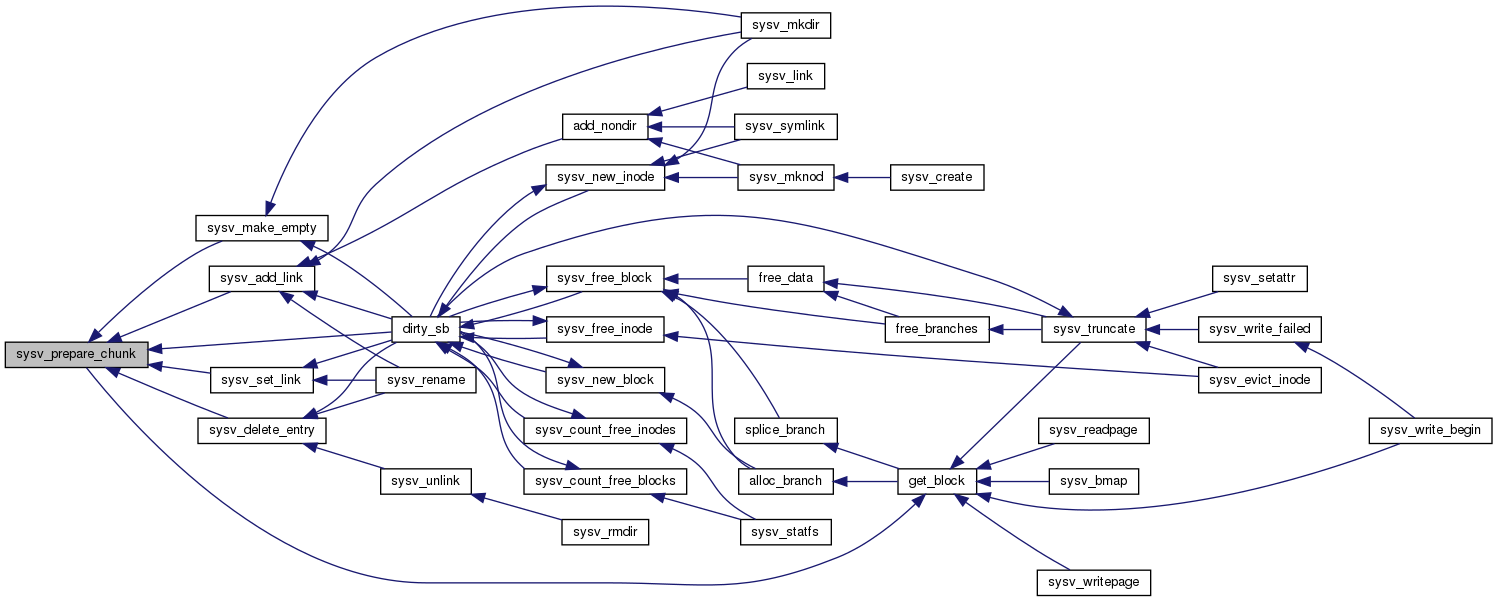 sysv_mkdir
sysv_link
add_nondir
sysv_symlink
sysv_new_inode
sysv_mknod
sysv_create
sysv_make_empty
sysv_add_link
sysv_free_block
free_data
sysv_setattr
dirty_sb
sysv_free_inode
free_branches
sysv_truncate
sysv_write_failed
sysv_prepare_chunk
sysv_set_link
sysv_rename
sysv_new_block
sysv_evict_inode
sysv_delete_entry
sysv_count_free_inodes
splice_branch
sysv_readpage
sysv_write_begin
sysv_unlink
sysv_count_free_blocks
alloc_branch
get_block
sysv_bmap
sysv_rmdir
sysv_statfs
sysv_writepage